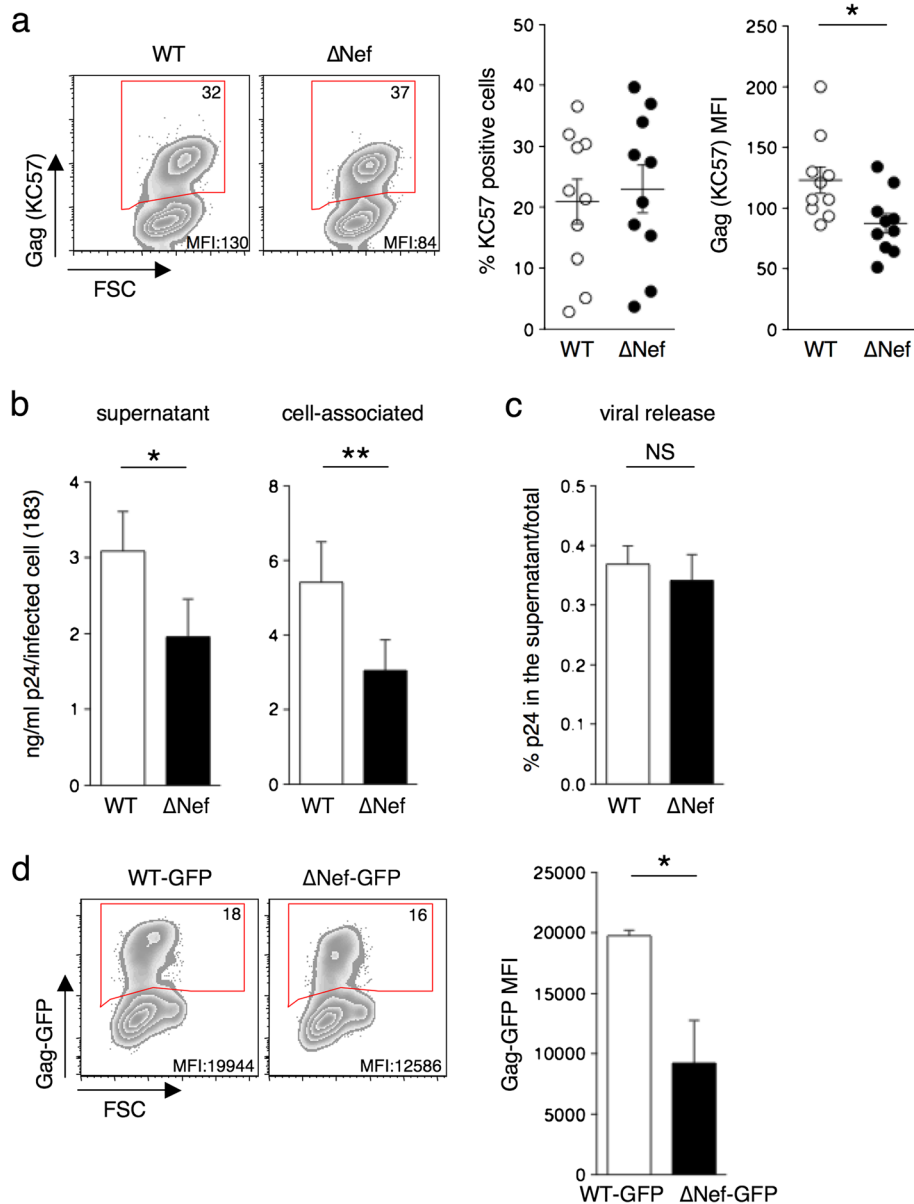 a
WT
ΔNef
32
37
MFI:130
MFI:84
Gag (KC57)
FSC
% KC57 positive cells
50
40
30
20
10
0
WT
ΔNef
*
Gag (KC57) MFI
250
200
150
100
50
0
WT
ΔNef
b
supernatant
cell-associated
ng/ml p24/infected cell (183)
*
4
3
2
1
0
WT
ΔNef
**
8
6
4
2
0
WT
ΔNef
c
viral release
NS
% p24 in the supernatant/total
0.5
0.4
0.3
0.2
0.1
0.0
WT
ΔNef
d
WT-GFP
ΔNef-GFP
18
16
MFI:19944
MFI:12586
Gag-GFP
FSC
*
Gag-GFP MFI
25000
20000
15000
10000
5000
0
WT-GFP
ΔNef-GFP